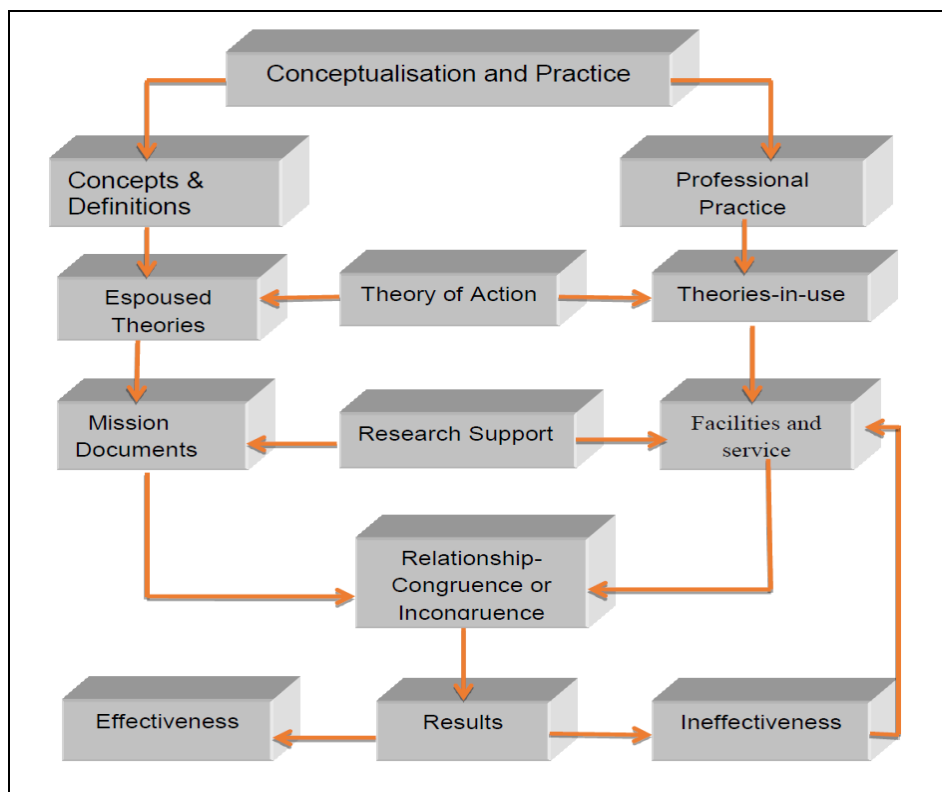 Conceptualisation and Practice
Concepts &
Definitions
Professional
Practice
Espoused
Theories
Theory of Action
Theories-in-use
Mission
Documents
Research Support
Facilities and
service
Relationship-
Congruence or
Incongruence
Effectiveness
Results
Ineffectiveness